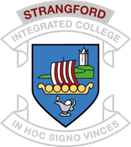 STRANGFORD
INTEGRATED COLLEGE
IN HOC SIGNO VINCES